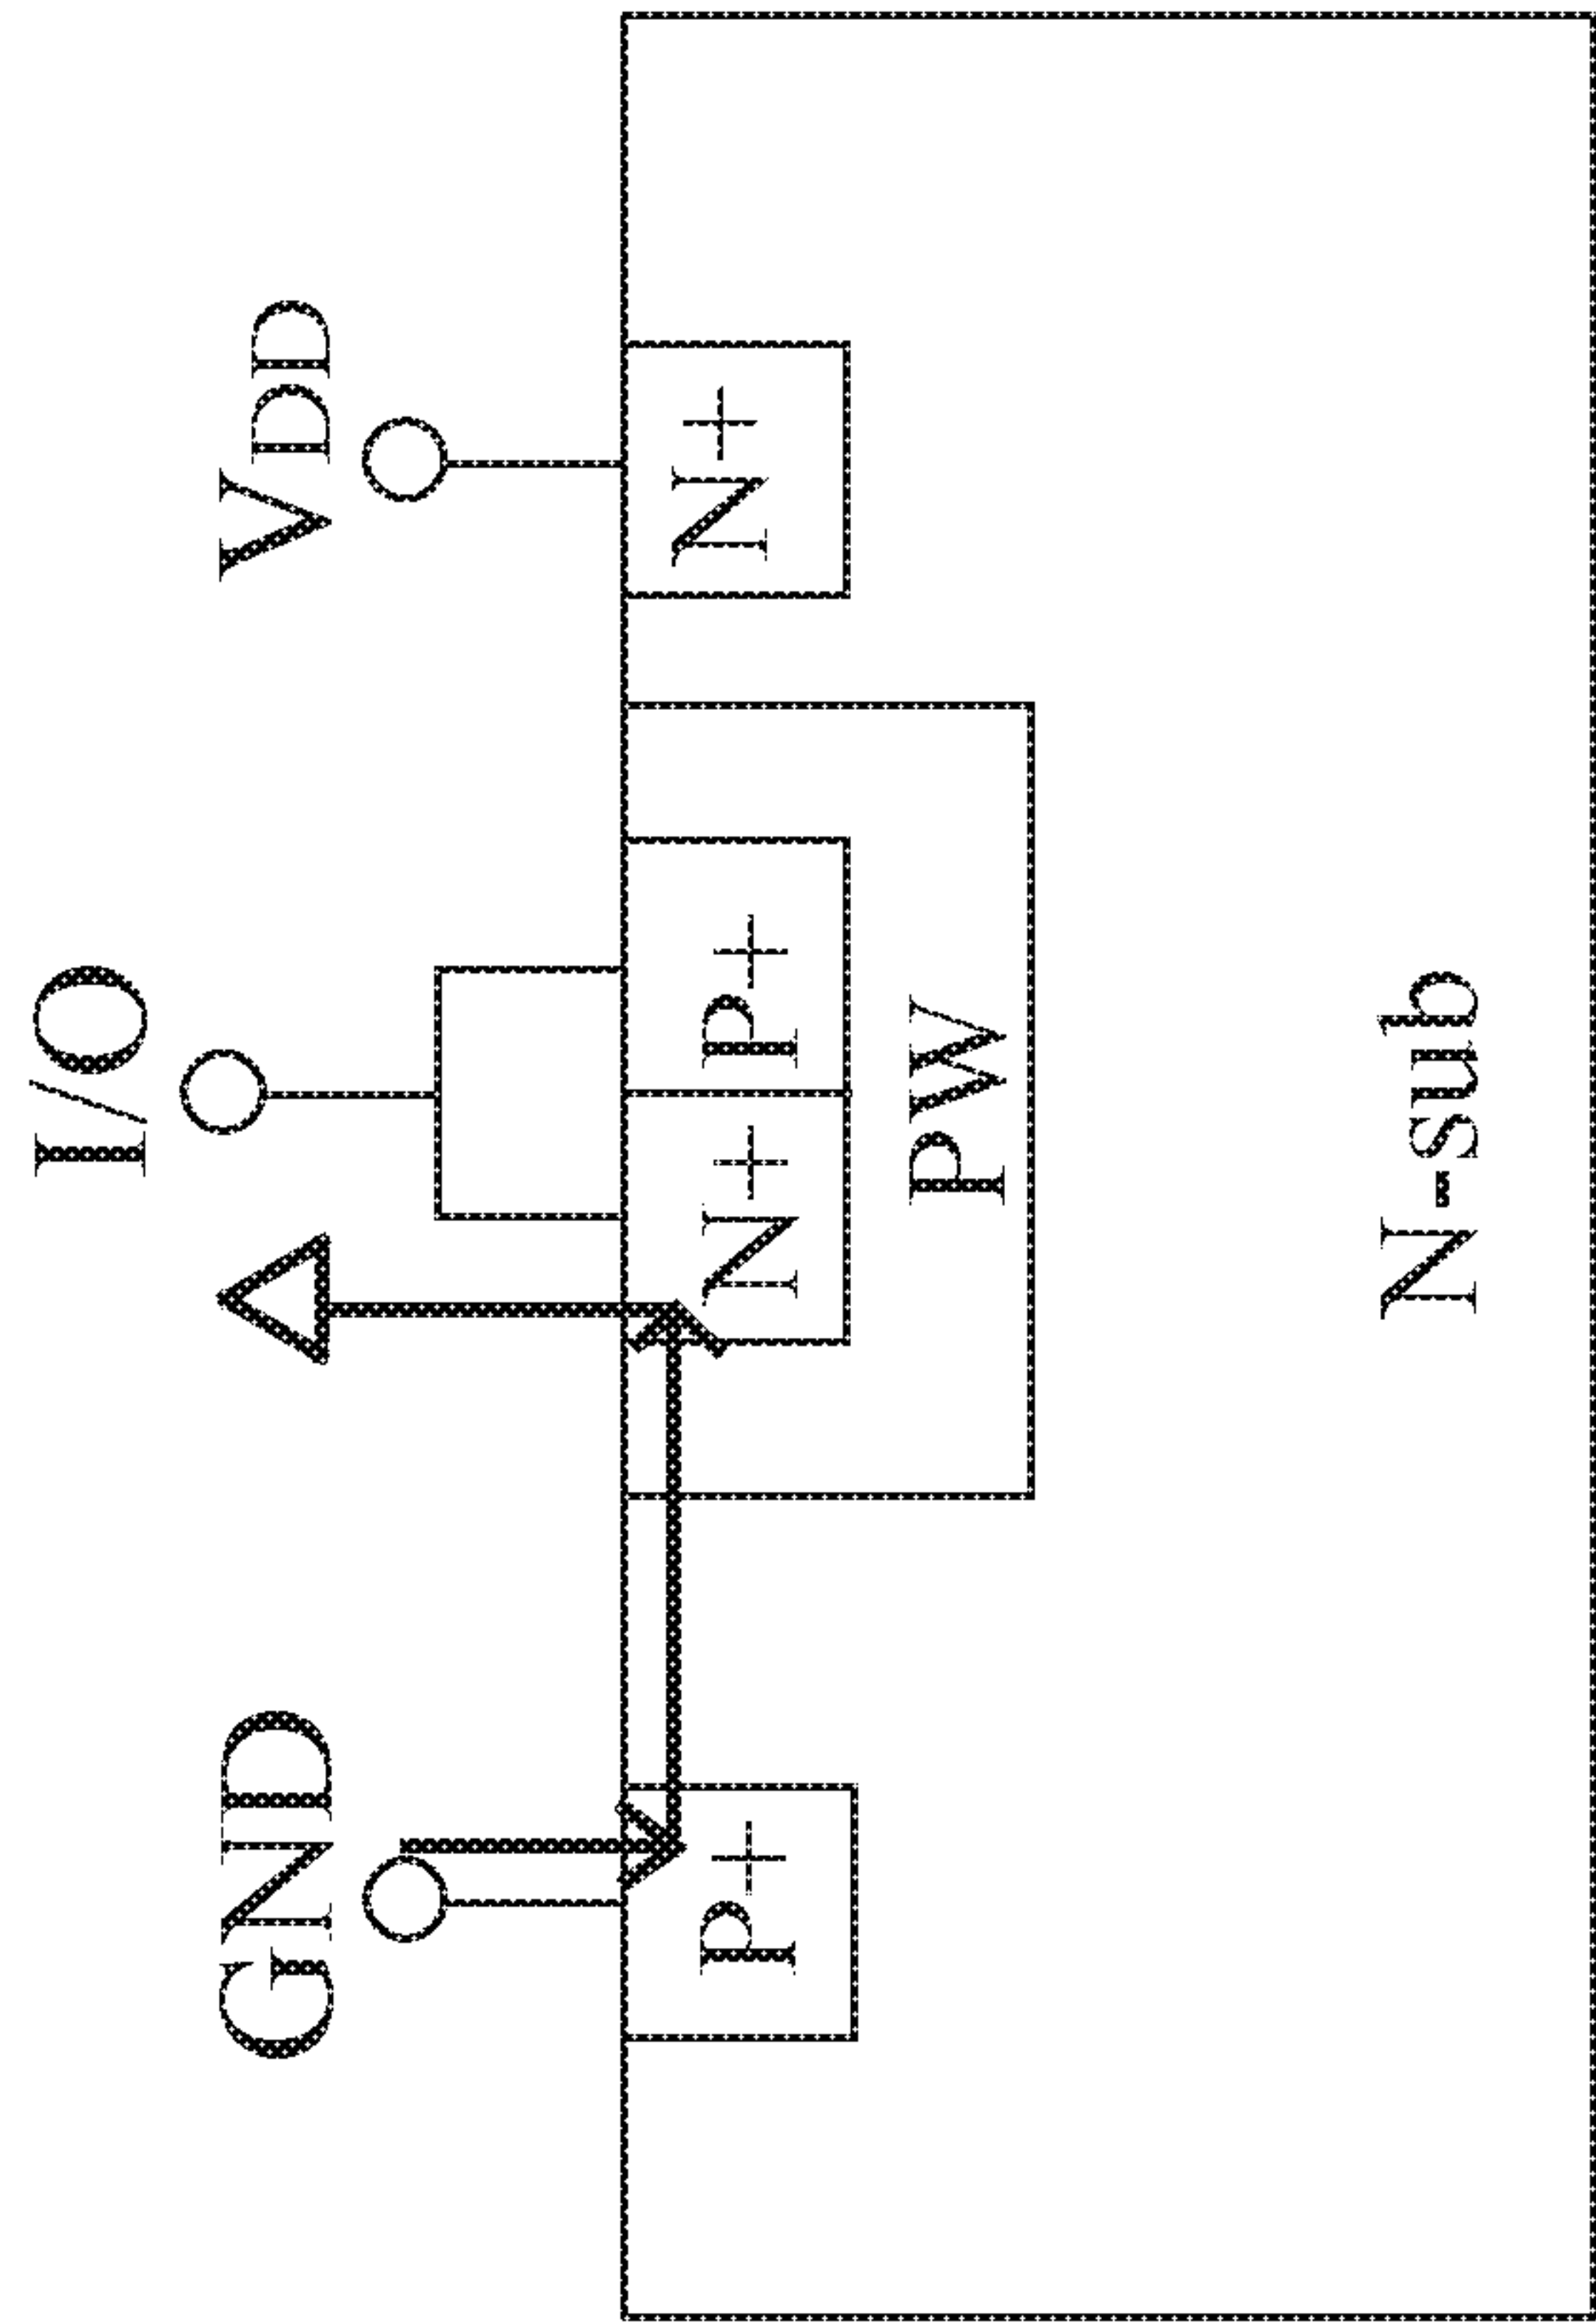 I/O
GND
VDD
P+
N+
P+
N+
PW
N-sub